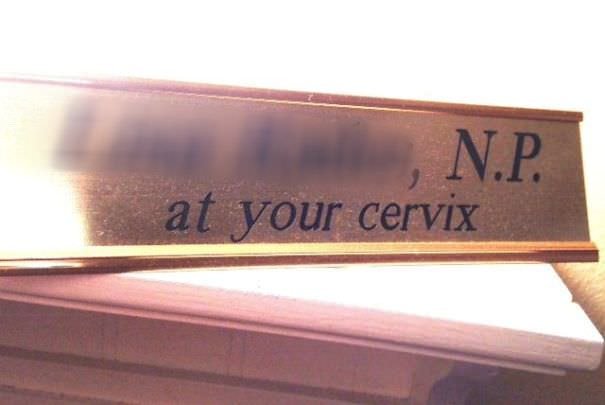 , N.P.
at your cervix